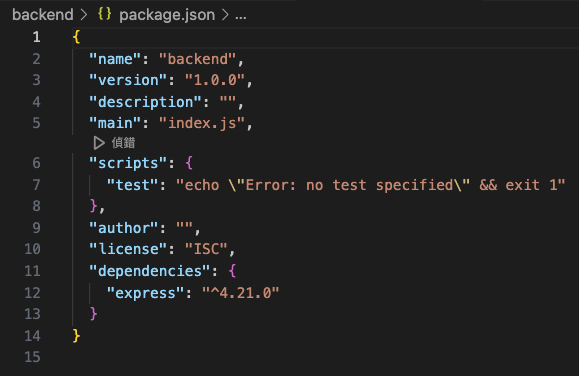 backend > {} package.json > ...
1 {
2 "name": "backend",
3 "version": "1.0.0",
4 "description": "",
5 "main": "index.js",
偵錯
6 "scripts": {
7 "test": "echo \"Error: no test specified\" && exit 1"
8 },
9 "author": "",
10 "license": "ISC",
11 "dependencies": {
12 "express": "^4.21.0"
13 }
14 }
15